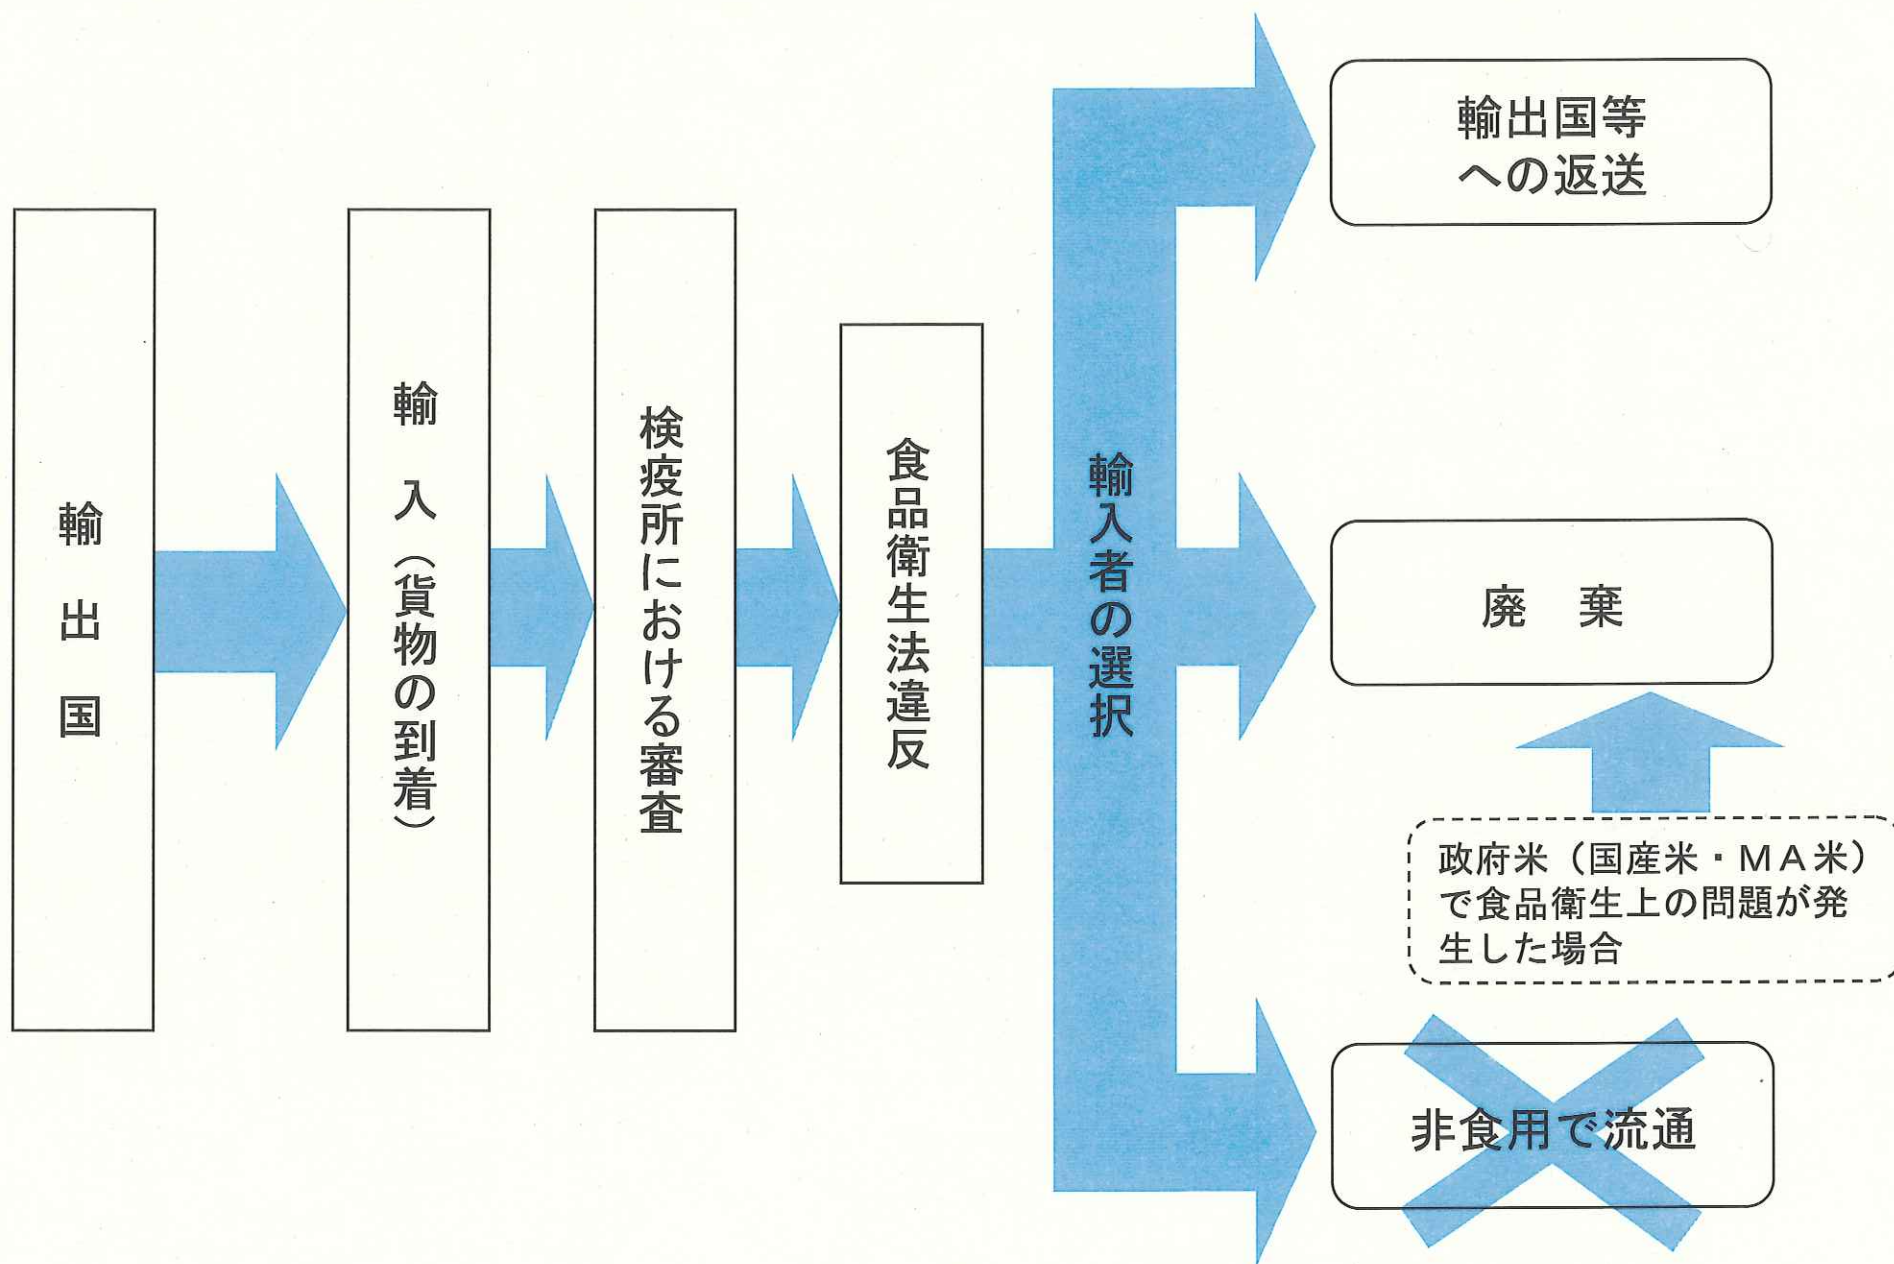 輸出国
輸入（貨物の到着）
検疫所における審査
食品衛生法違反
輸入者の選択
輸出国等
への返送
廃棄
政府米（国産米・ＭＡ米）
で食品衛生上の問題が発
生した場合
非食用で流通